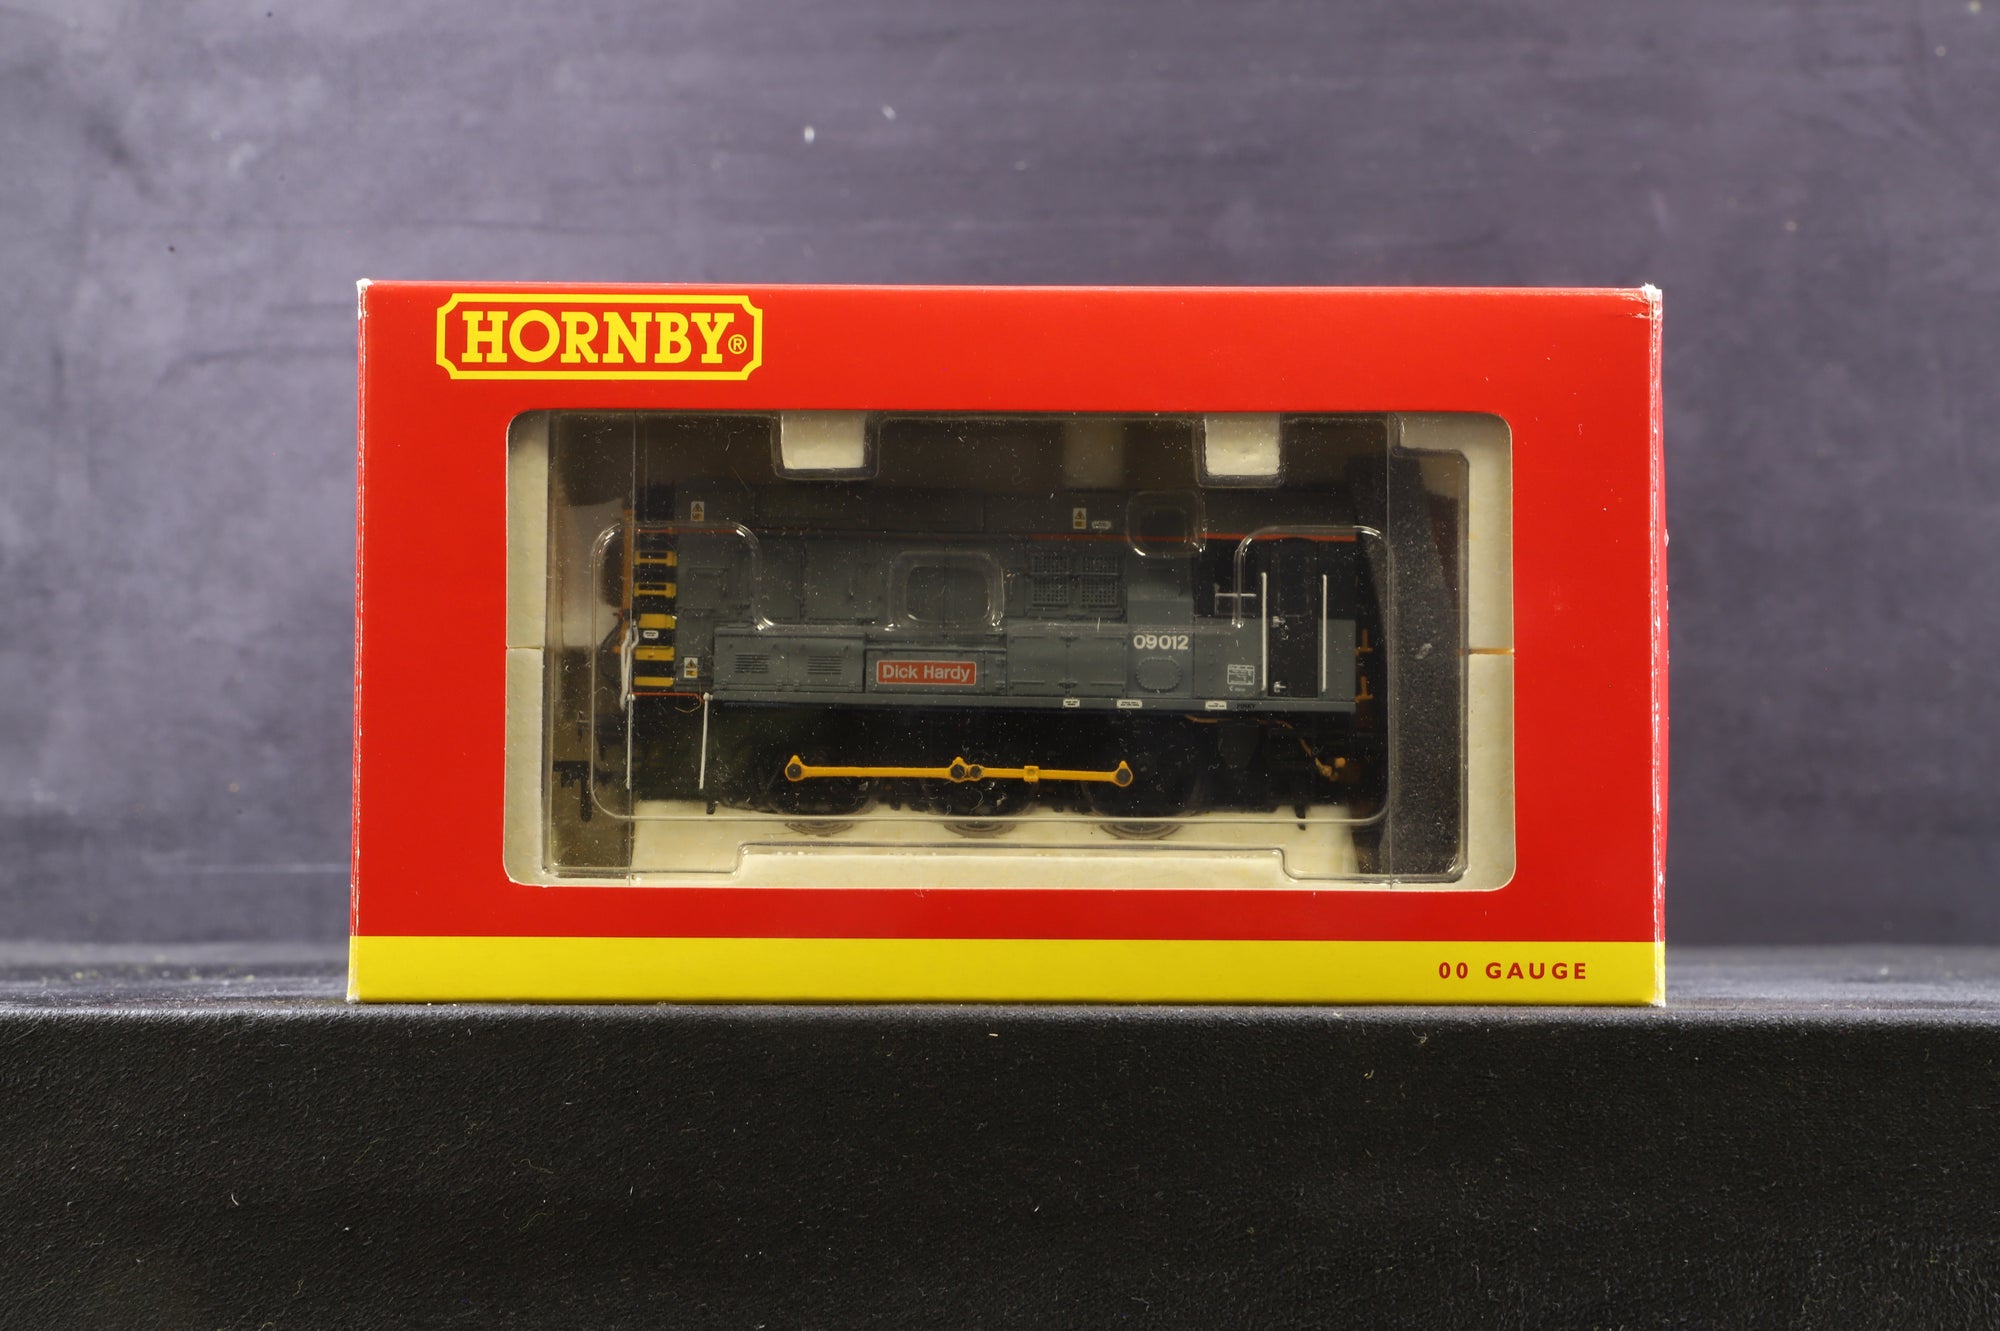 HORNBY®
09012
Dick Hardy
00 GAUGE